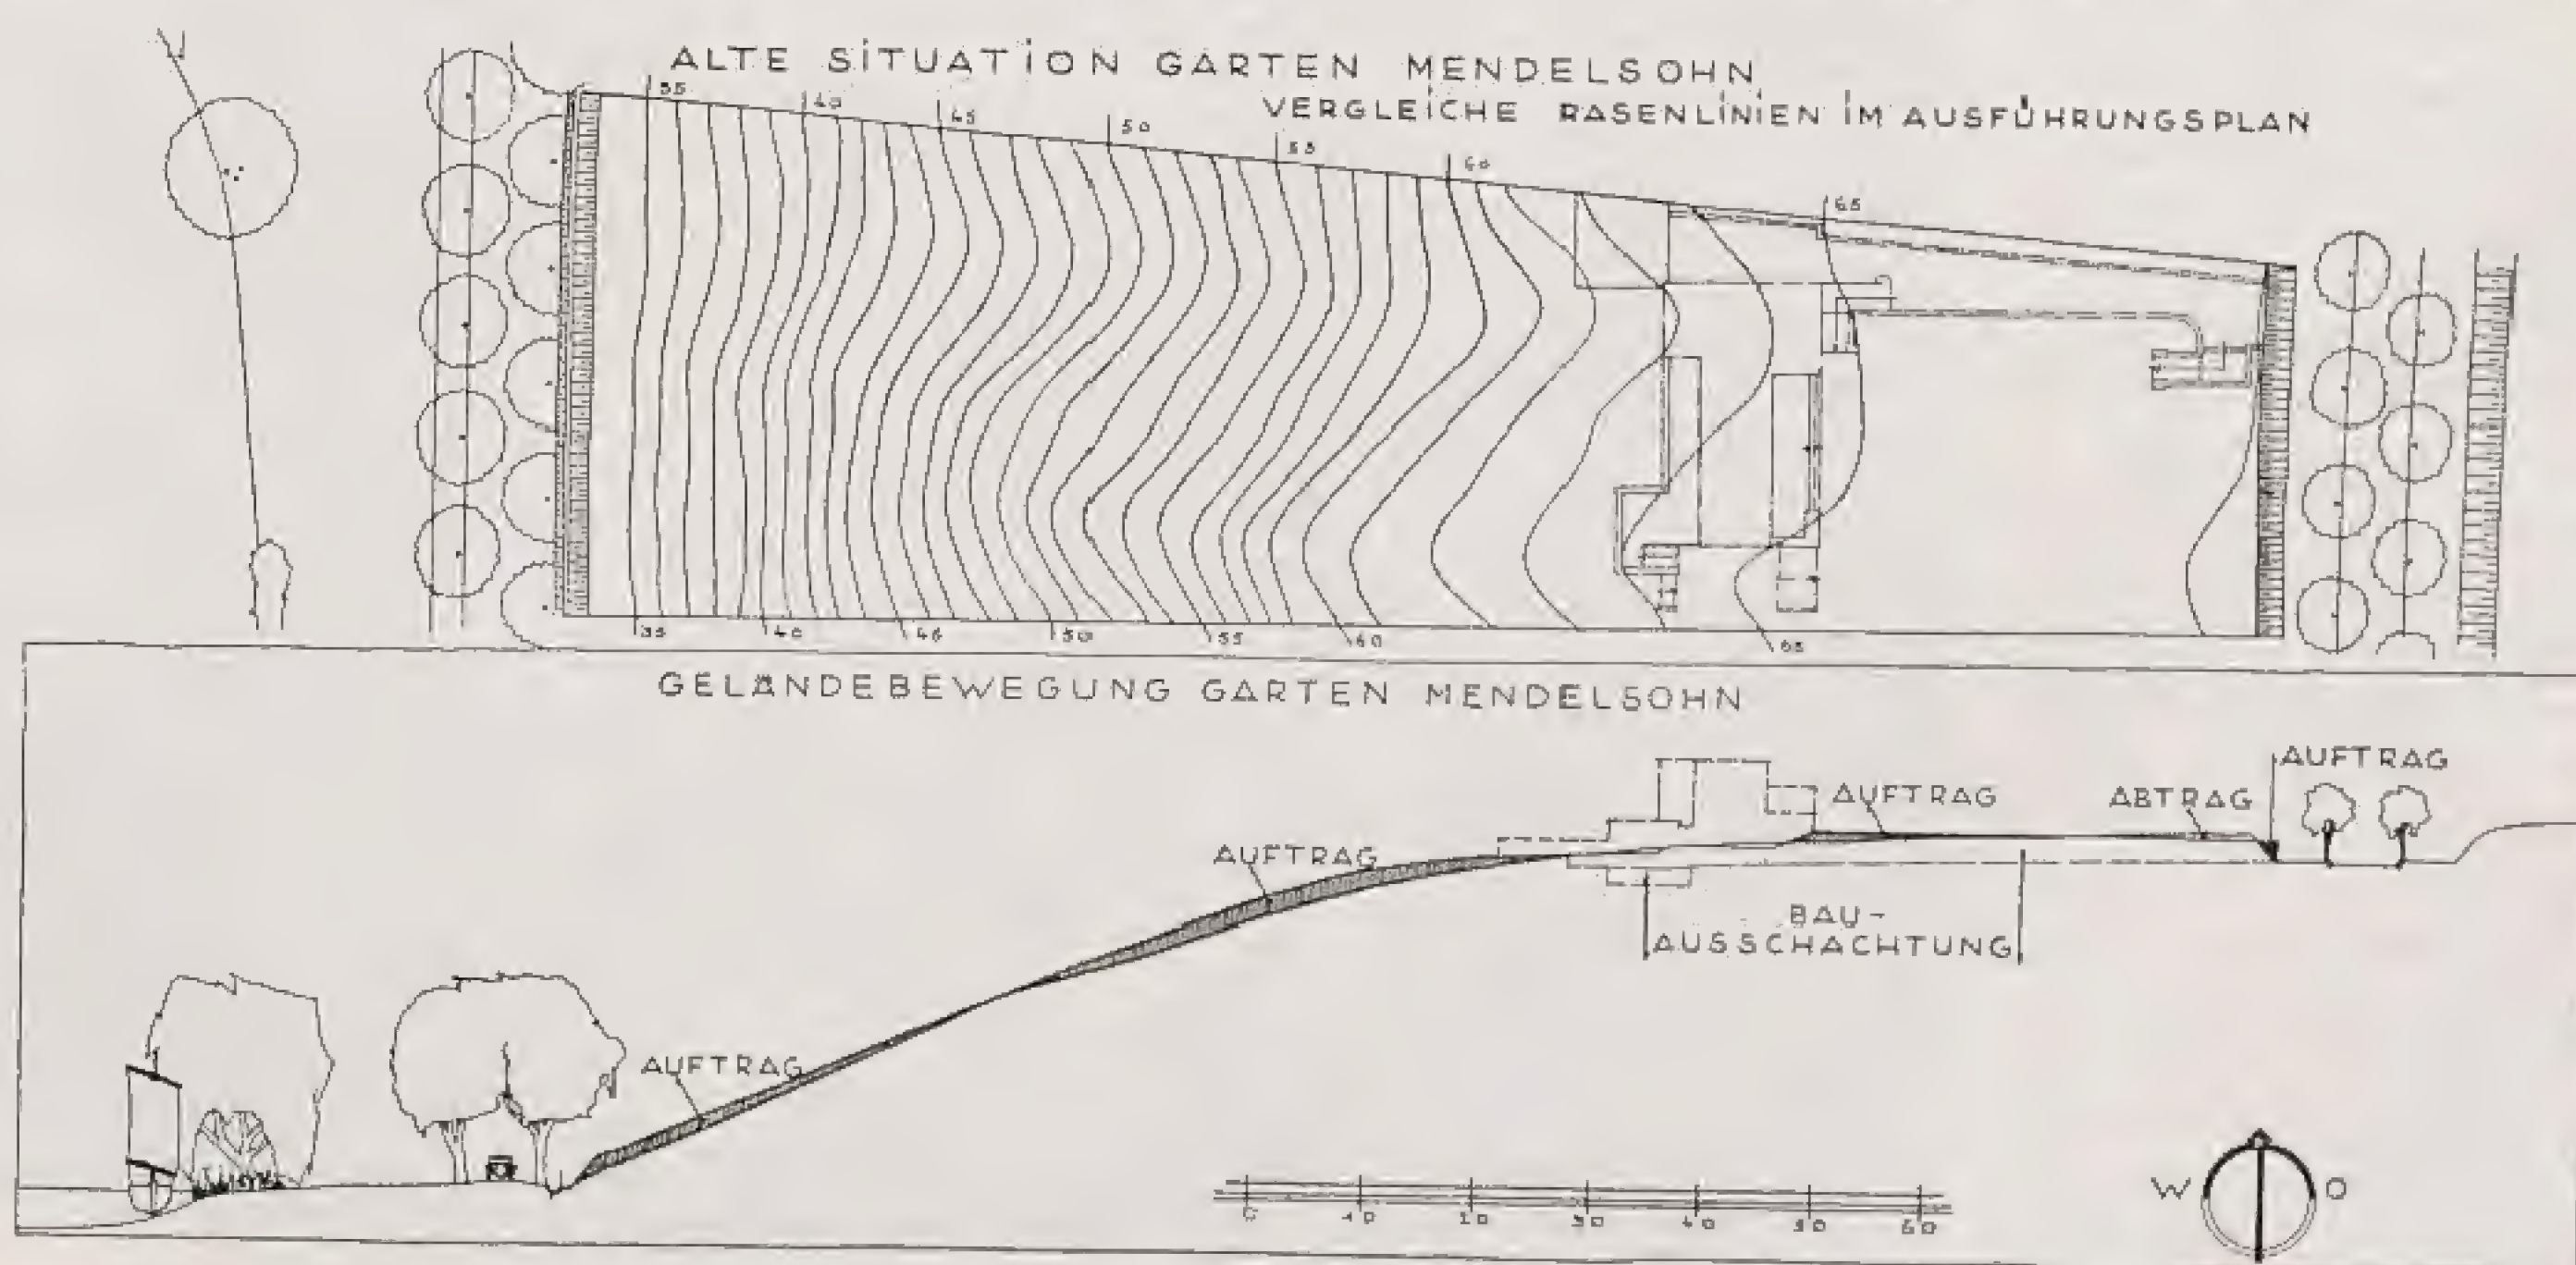 ALTE SITUATION GARTEN MENDELSOHN
VERGLEICHE RASENLINIEN IM AUSFÜHRUNGSPLAN
35 40 45 50 55 60 65
35 40 45 50 55 60 65
GELÄNDEBEWEGUNG GARTEN MENDELSOHN
AUFTRAG
AUFTRAG ABTRAG
AUFTRAG
BAU-
AUSSCHACHTUNG
AUFTRAG
W O
0 10 20 30 40 50 60